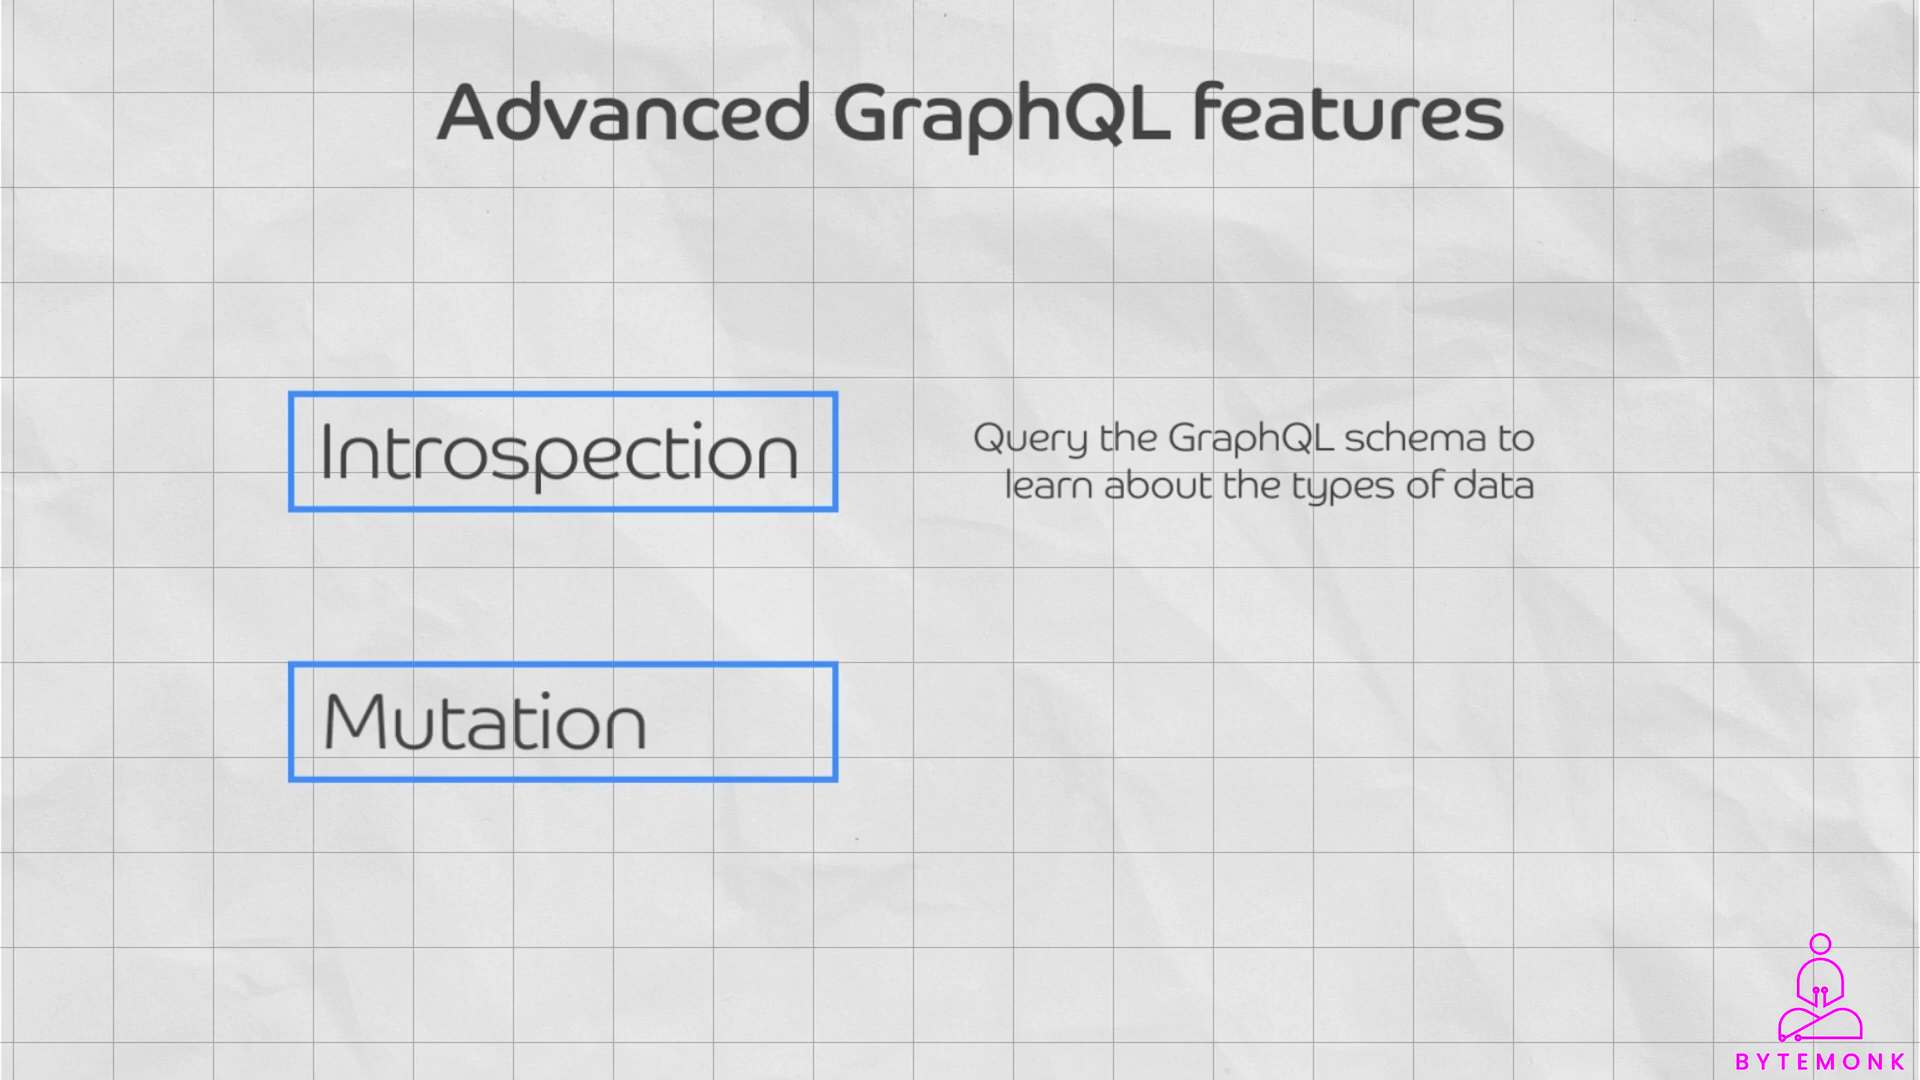 Advanced GraphQL features
Introspection
Query the GraphQL schema to
learn about the types of data
Mutation
BYTEMONK